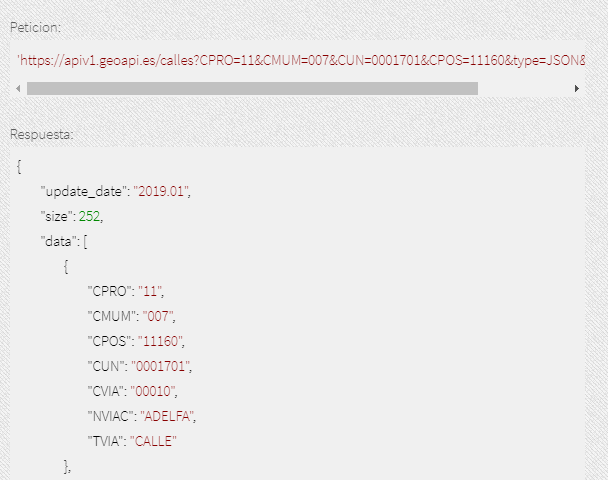 Peticion:
'https://apiv1.geoapi.es/calles?CPRO=11&CMUM=007&CUN=0001701&CPOS=11160&type=JSON&
Respuesta:
{
"update_date": "2019.01",
"size": 252,
"data": [
{
"CPRO": "11",
"CMUM": "007",
"CPOS": "11160",
"CUN": "0001701",
"CVIA": "00010",
"NVIAC": "ADELFA",
"TVIA": "CALLE"
},